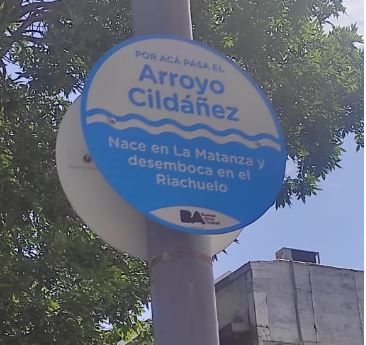 POR ACÁ PASA EL
Arroyo
Cildáñez
Nace en La Matanza y
desemboca en el
Riachuelo
BA